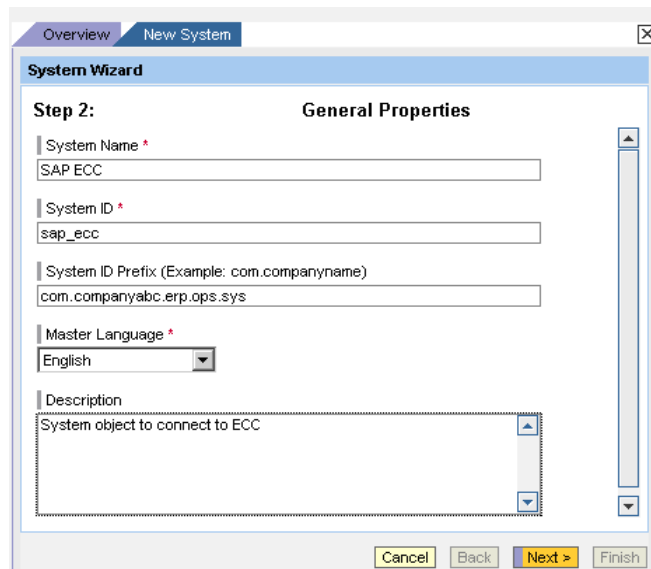 Overview New System
System Wizard
Step 2: General Properties
System Name *
SAP ECC
System ID *
sap_ecc
System ID Prefix (Example: com.companyname)
com.companyabc.erp.ops.sys
Master Language *
English
Description
System object to connect to ECC
Cancel Back Next > Finish